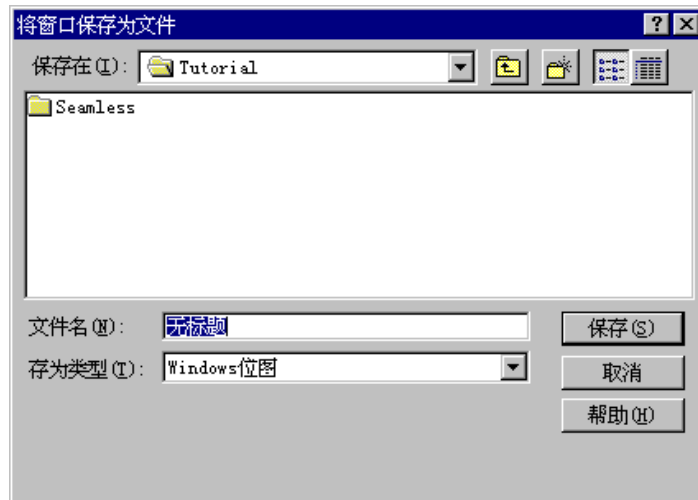 将窗口保存为文件
保存在(I): Tutorial
Seamless
文件名(N): 无标题 保存(S)
存为类型(T): Windows位图 取消
帮助(H)